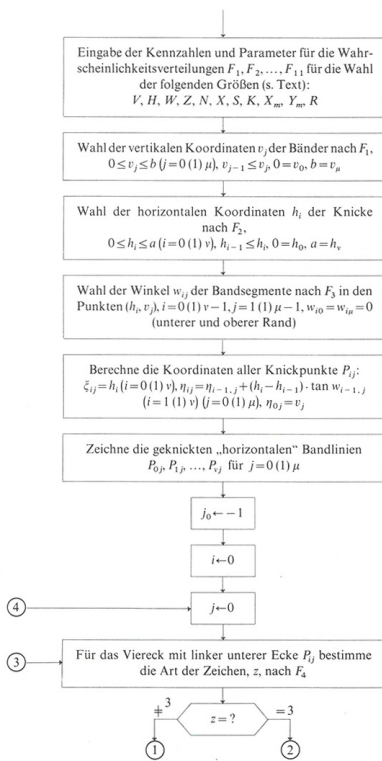 Eingabe der Kennzahlen und Parameter für die Wahr-
scheinlichkeitsverteilungen F₁, F₂, ..., F₁₁ für die Wahl
der folgenden Größen (s. Text):
V, H, W, Z, N, X, S, K, Xₘ, Yₘ, R
Wahl der vertikalen Koordinaten vⱼ der Bänder nach F₁,
0≤vⱼ≤b (j=0 (1) μ), vⱼ₋₁≤vⱼ, 0=v₀, b=v_μ
Wahl der horizontalen Koordinaten hᵢ der Knicke
nach F₂,
0≤hᵢ≤a (i=0 (1) ν), hᵢ₋₁≤hᵢ, 0=h₀, a=h_ν
Wahl der Winkel wᵢⱼ der Bandsegmente nach F₃ in den
Punkten (hᵢ, vⱼ), i=0 (1) ν−1, j=1 (1) μ−1, wᵢ₀=w_iμ=0
(unterer und oberer Rand)
Berechne die Koordinaten aller Knickpunkte Pᵢⱼ:
ξᵢⱼ=hᵢ (i=0 (1) ν), ηᵢⱼ=ηᵢ₋₁,ⱼ+(hᵢ−hᵢ₋₁)·tan wᵢ₋₁,ⱼ
(i=1 (1) ν) (j=0 (1) μ), η₀ⱼ=vⱼ
Zeichne die geknickten „horizontalen“ Bandlinien
P₀ⱼ, P₁ⱼ, ..., P_νj für j=0 (1) μ
j₀←−1
i←0
④
j←0
③
Für das Viereck mit linker unterer Ecke Pᵢⱼ bestimme
die Art der Zeichen, z, nach F₄
≠3
z=?
=3
①
②